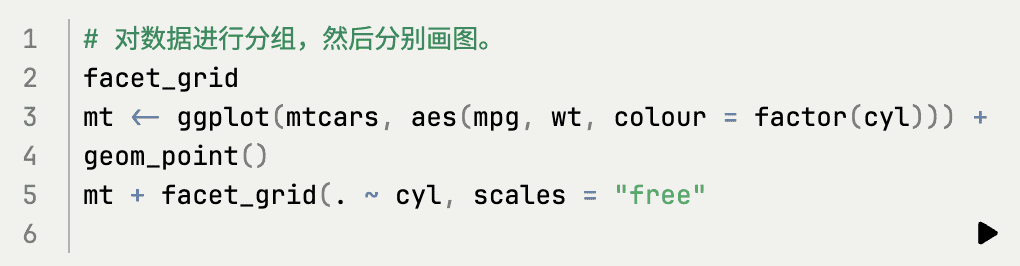 1 # 对数据进行分组，然后分别画图。
2 facet_grid
3 mt <- ggplot(mtcars, aes(mpg, wt, colour = factor(cyl))) +
4 geom_point()
5 mt + facet_grid(. ~ cyl, scales = "free"
6